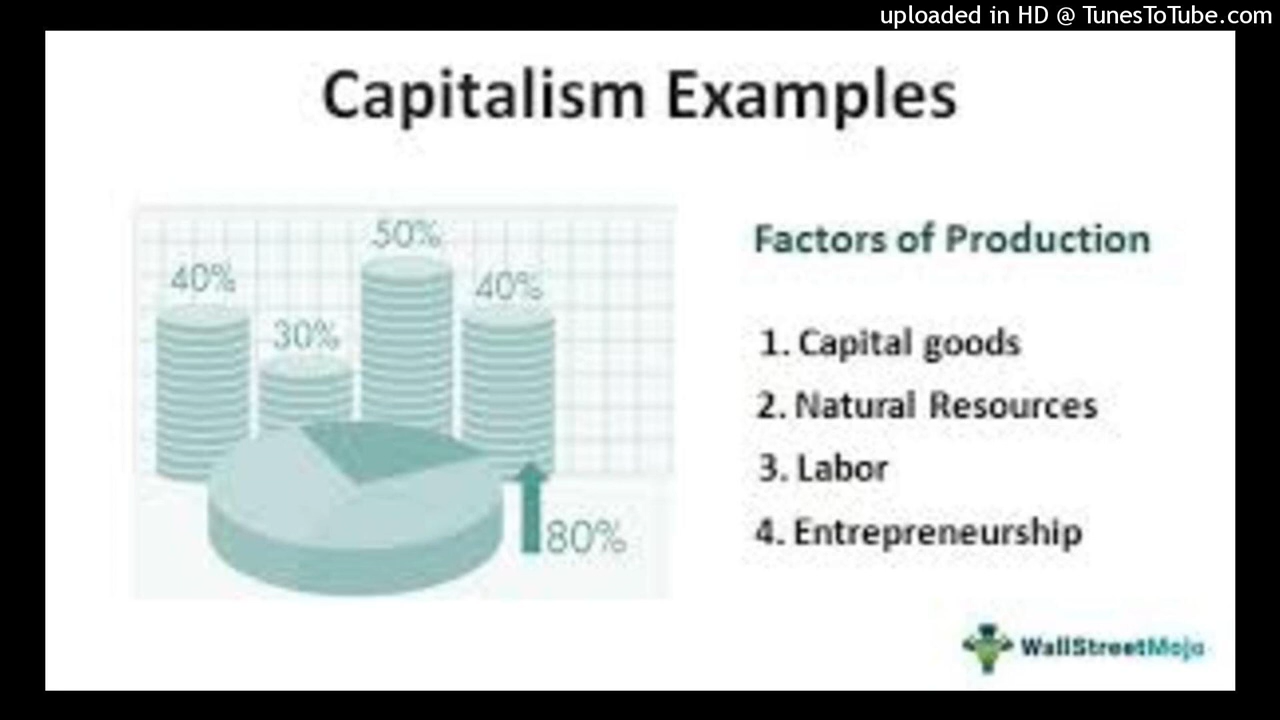 uploaded in HD @ TunesToTube.com
Capitalism Examples
40%
30%
50%
40%
80%
Factors of Production
1. Capital goods
2. Natural Resources
3. Labor
4. Entrepreneurship
WallStreetMojo